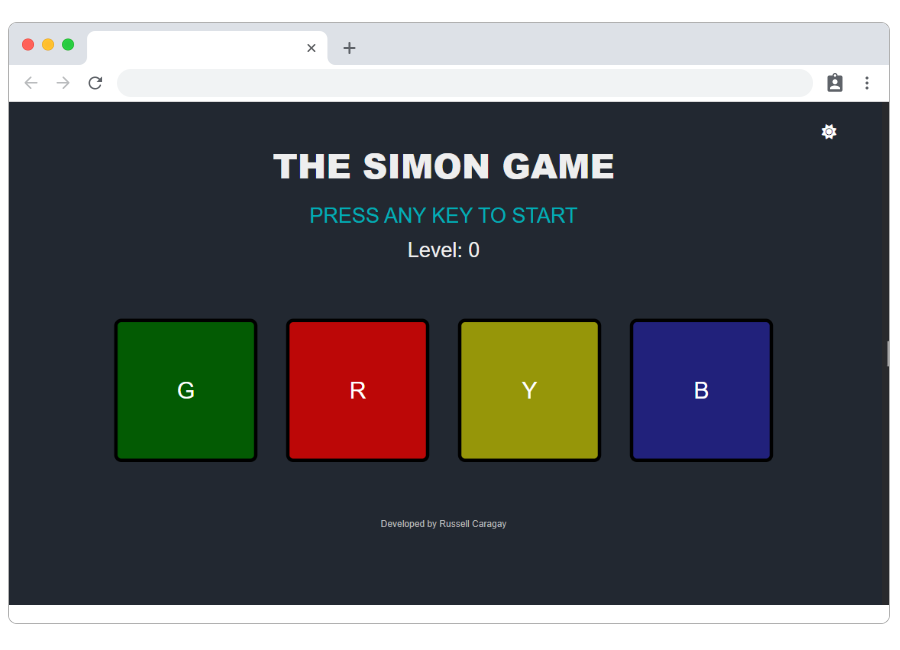 THE SIMON GAME
PRESS ANY KEY TO START
Level: 0
G
R
Y
B
Developed by Russell Caragay